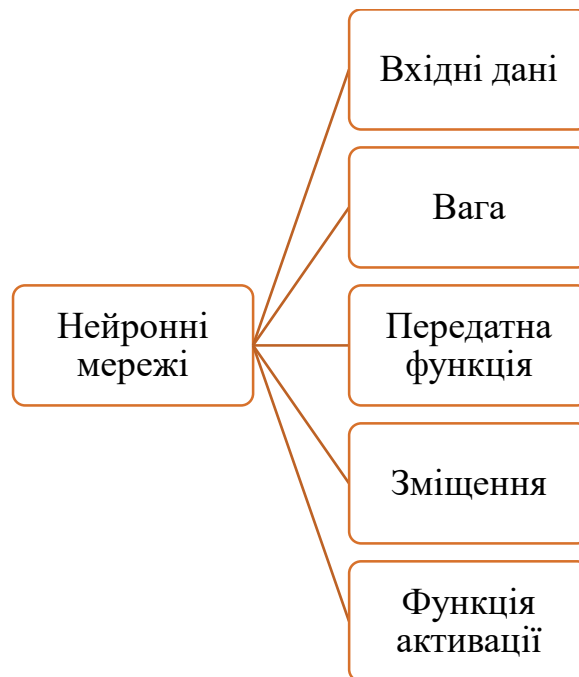 Вхідні дані
Вага
Нейронні
мережі
Передатна
функція
Зміщення
Функція
активації